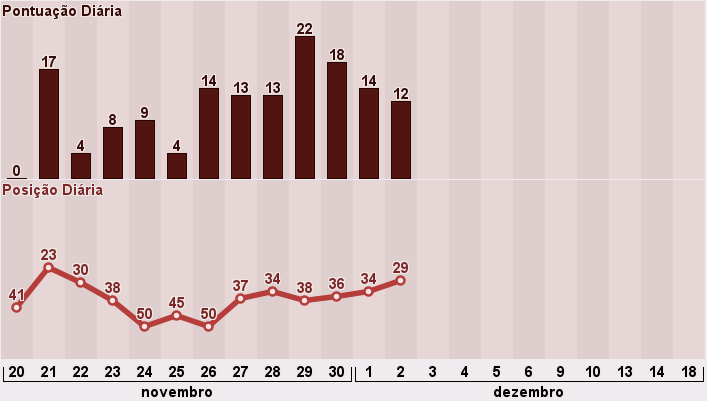 Pontuação Diária
0 17 4 8 9 4 14 13 13 22 18 14 12
Posição Diária
41 23 30 38 50 45 50 37 34 38 36 34 29
20 21 22 23 24 25 26 27 28 29 30 1 2 3 4 5 6 9 10 13 14 18
novembro dezembro